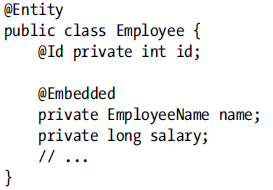 @Entity
public class Employee {
    @Id private int id;

    @Embedded
    private EmployeeName name;
    private long salary;
    // ...
}